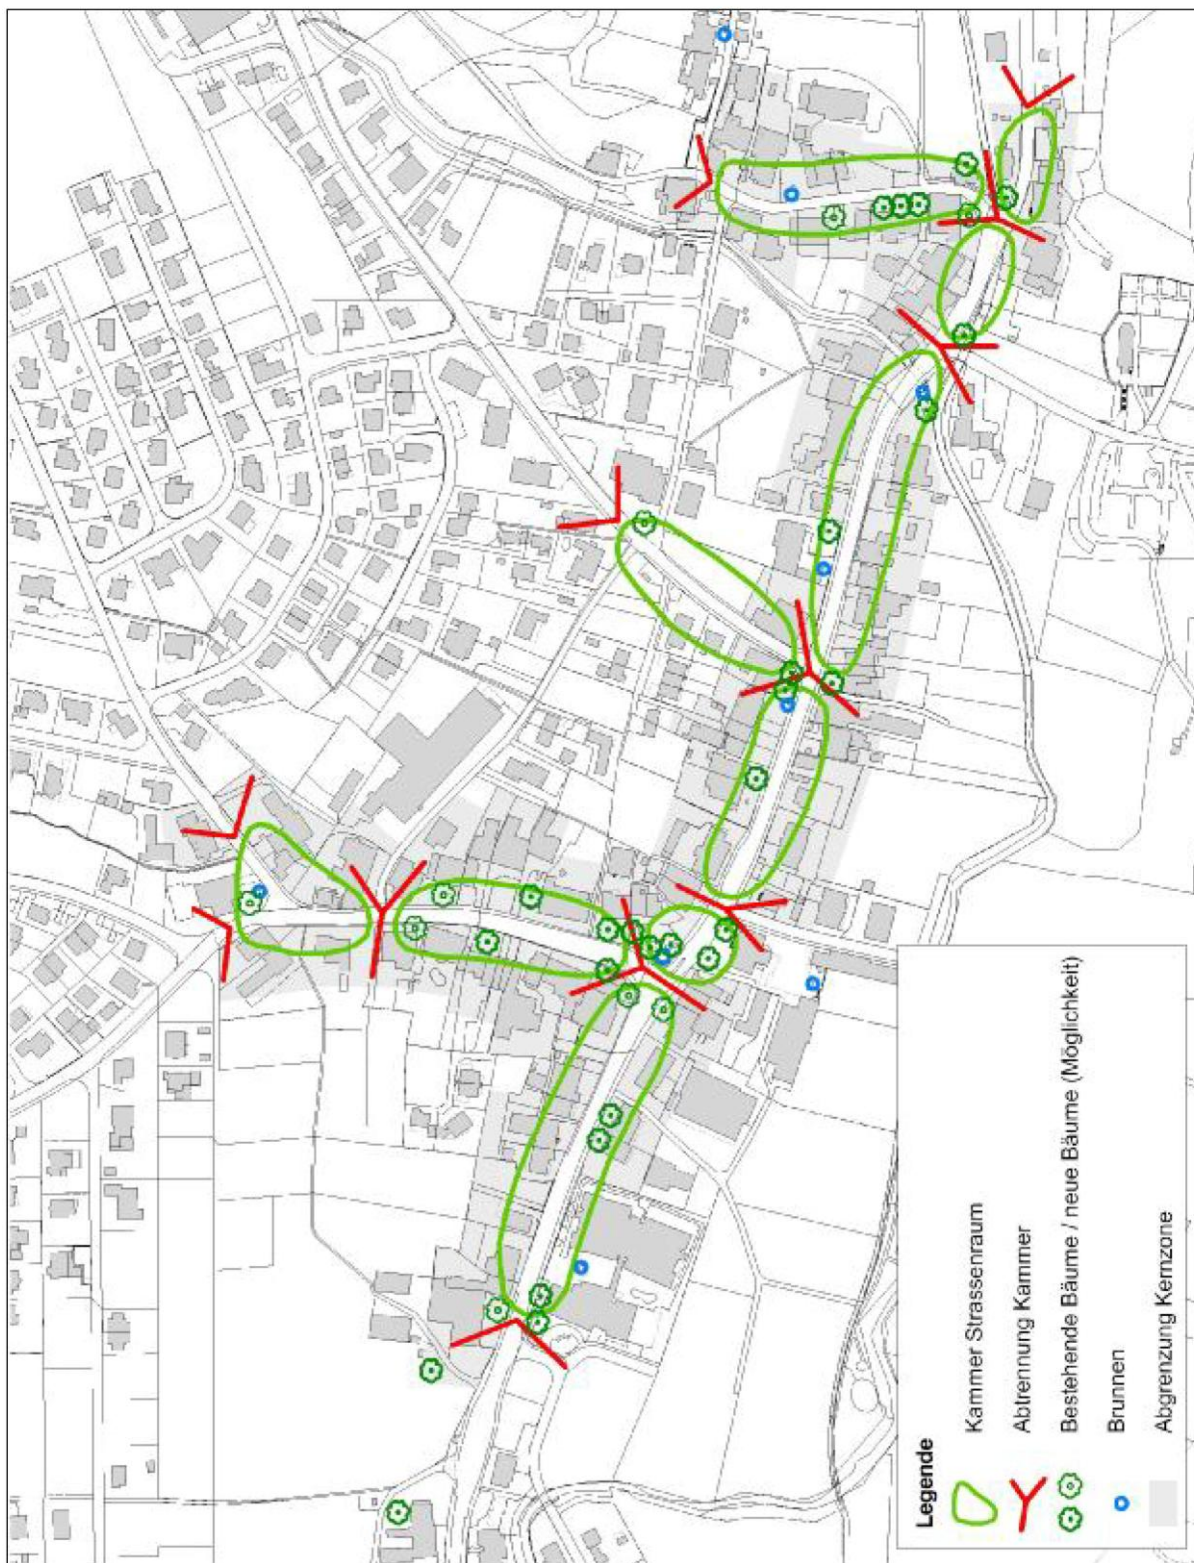 Legende
Kammer Strassenraum
Abtrennung Kammer
Bestehende Bäume / neue Bäume (Möglichkeit)
Brunnen
Abgrenzung Kernzone